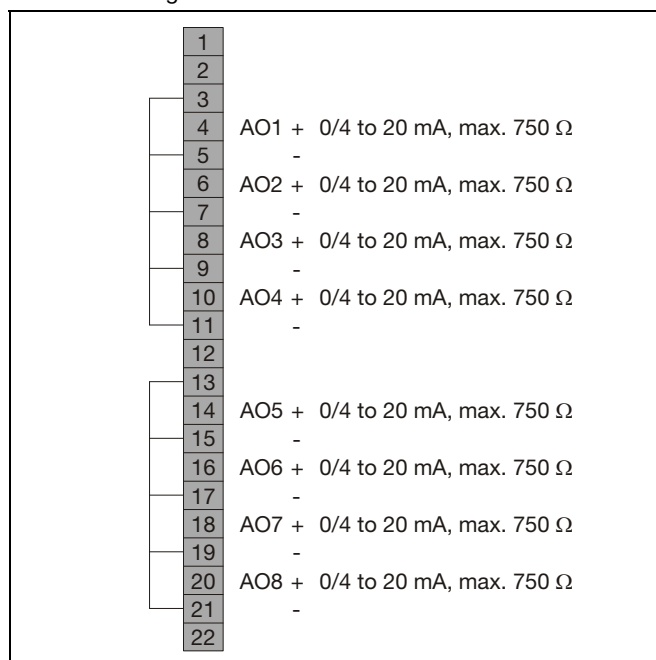 1
2
3
4 AO1 + 0/4 to 20 mA, max. 750 Ω
5 -
6 AO2 + 0/4 to 20 mA, max. 750 Ω
7 -
8 AO3 + 0/4 to 20 mA, max. 750 Ω
9 -
10 AO4 + 0/4 to 20 mA, max. 750 Ω
11 -
12
13
14 AO5 + 0/4 to 20 mA, max. 750 Ω
15 -
16 AO6 + 0/4 to 20 mA, max. 750 Ω
17 -
18 AO7 + 0/4 to 20 mA, max. 750 Ω
19 -
20 AO8 + 0/4 to 20 mA, max. 750 Ω
21 -
22